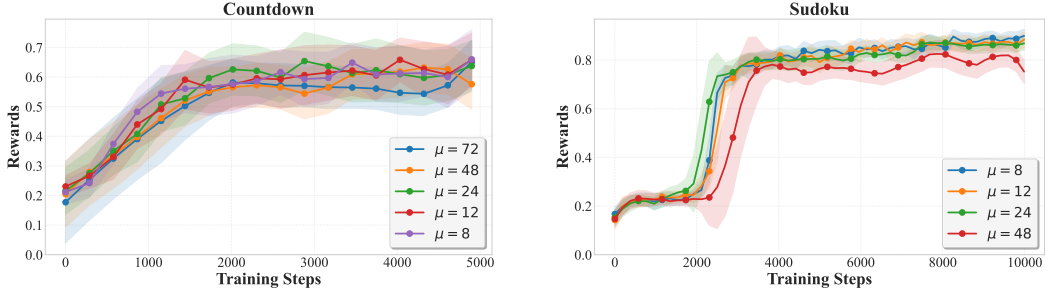 Countdown
Rewards
0.7
0.6
0.5
0.4
0.3
0.2
0.1
0.0
0
1000
2000
3000
4000
5000
Training Steps
μ = 72
μ = 48
μ = 24
μ = 12
μ = 8
Sudoku
Rewards
0.8
0.6
0.4
0.2
0.0
0
2000
4000
6000
8000
10000
Training Steps
μ = 8
μ = 12
μ = 24
μ = 48